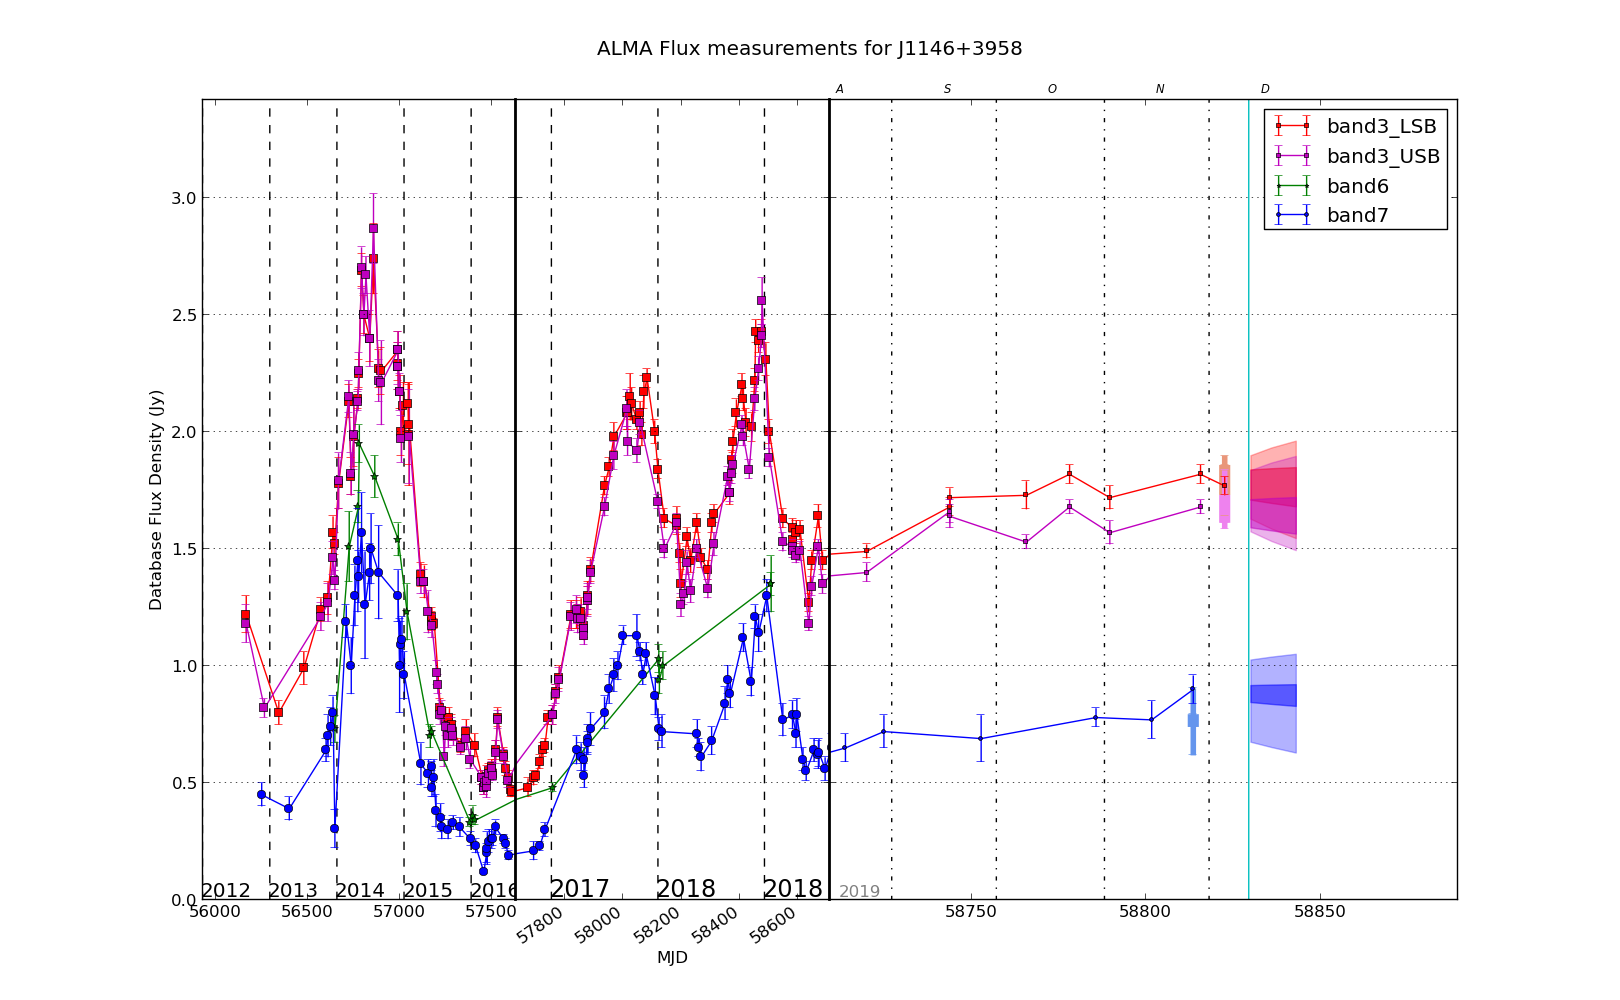 ALMA Flux measurements for J1146+3958
A S O N D
band3_LSB
band3_USB
band6
band7
3.0
2.5
2.0
1.5
1.0
0.5
0.0
Database Flux Density (Jy)
2012 2013 2014 2015 2016 2017 2018 2018 2019
56000 56500 57000 57500 57800 58000 58200 58400 58600 58750 58800 58850
MJD